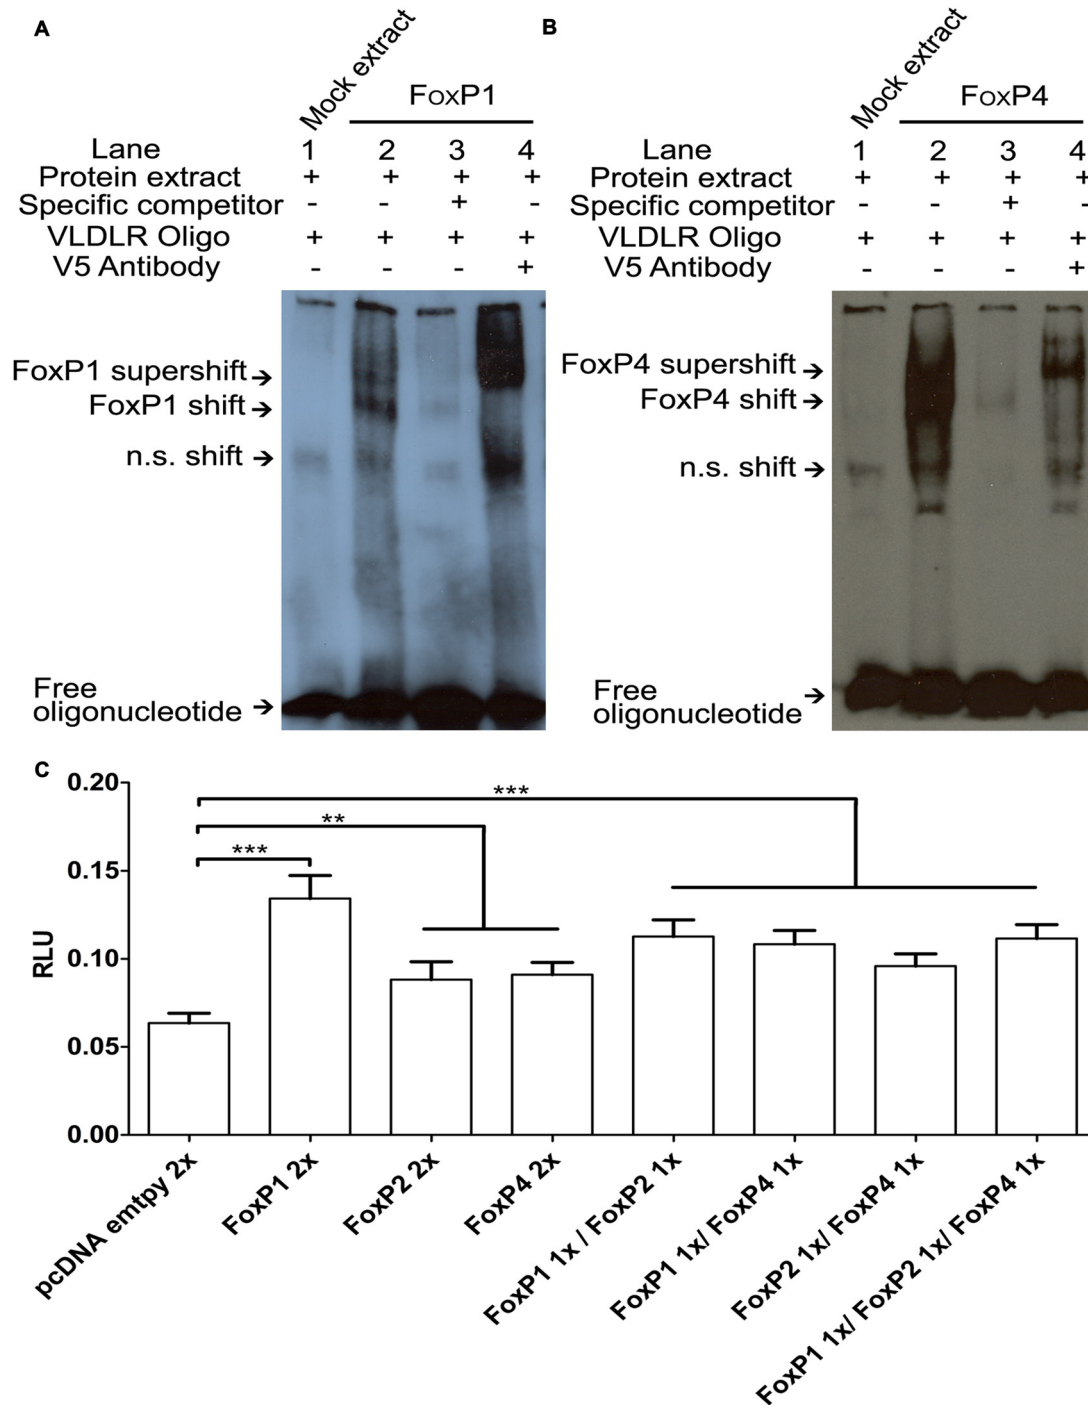 A
Mock extract
FOXP1
Lane 1 2 3 4
Protein extract + + + +
Specific competitor - - + -
VLDLR Oligo + + + +
V5 Antibody - - - +
FoxP1 supershift →
FoxP1 shift →
n.s. shift →
Free
oligonucleotide →
B
Mock extract
FOXP4
Lane 1 2 3 4
Protein extract + + + +
Specific competitor - - + -
VLDLR Oligo + + + +
V5 Antibody - - - +
FoxP4 supershift →
FoxP4 shift →
n.s. shift →
Free
oligonucleotide →
C
RLU
0.20
0.15
0.10
0.05
0.00
***
**
***
pcDNA emtpy 2x
FoxP1 2x
FoxP2 2x
FoxP4 2x
FoxP1 1x / FoxP2 1x
FoxP1 1x/ FoxP4 1x
FoxP2 1x/ FoxP4 1x
FoxP1 1x/ FoxP2 1x/ FoxP4 1x